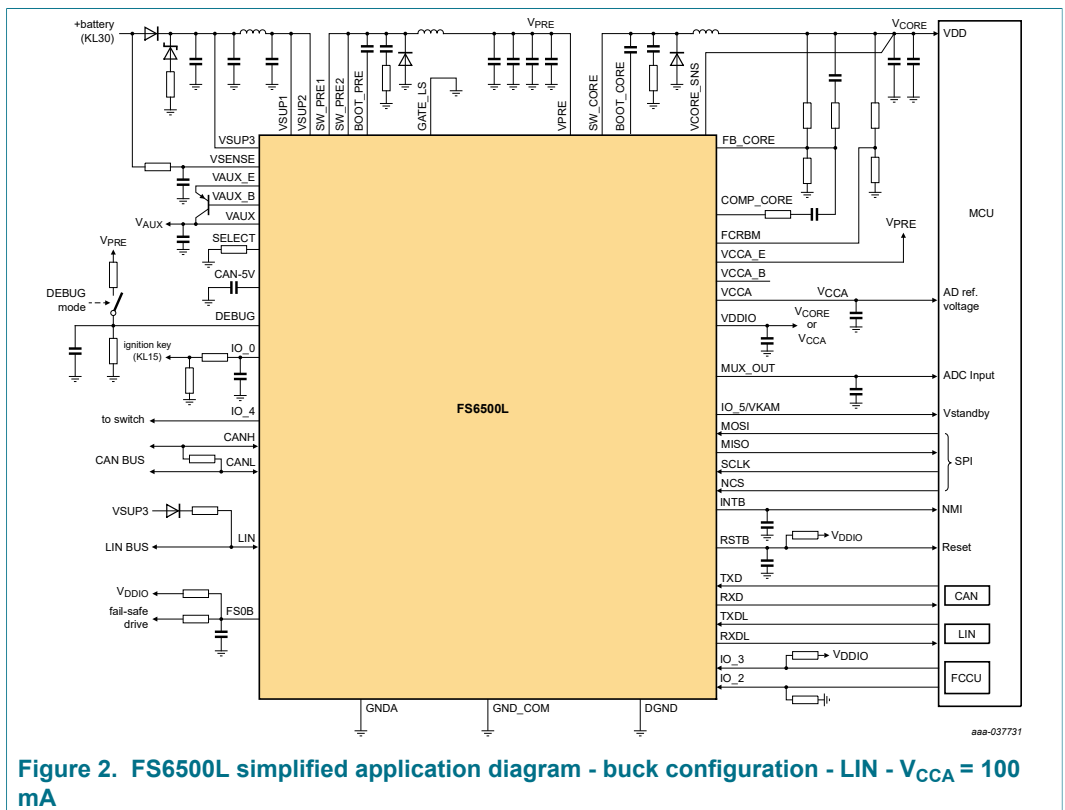 +battery
(KL30)
VPRE
VCORE
VDD
VSUP1
VSUP2
SW_PRE1
SW_PRE2
BOOT_PRE
GATE_LS
VPRE
SW_CORE
BOOT_CORE
VCORE_SNS
VSUP3
VSENSE
VAUX_E
VAUX_B
VAUX
VAUX
SELECT
VPRE
CAN-5V
DEBUG
mode
DEBUG
ignition key
(KL15)
IO_0
to switch
IO_4
CANH
CAN BUS
CANL
VSUP3
LIN
LIN BUS
VDDIO
fail-safe
drive
FS0B
FS6500L
FB_CORE
COMP_CORE
MCU
FCRBM
VPRE
VCCA_E
VCCA_B
VCCA
VCCA
AD ref.
voltage
VDDIO
VCORE
or
VCCA
MUX_OUT
ADC Input
IO_5/VKAM
Vstandby
MOSI
MISO
SCLK
NCS
SPI
INTB
NMI
RSTB
VDDIO
Reset
TXD
RXD
CAN
TXDL
RXDL
LIN
IO_3
VDDIO
IO_2
FCCU
GNDA
GND_COM
DGND
aaa-037731
Figure 2. FS6500L simplified application diagram - buck configuration - LIN - VCCA = 100
mA